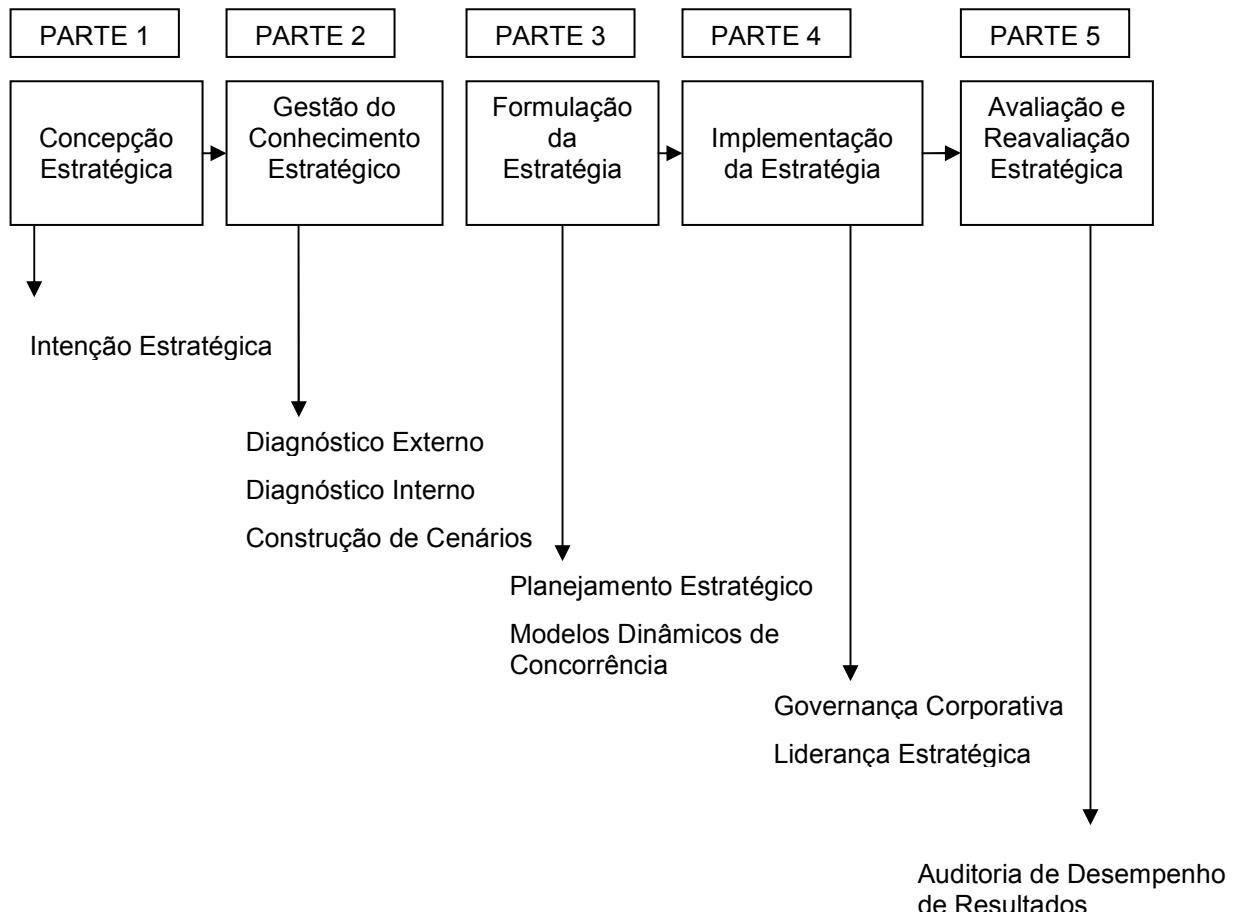 PARTE 1
PARTE 2
PARTE 3
PARTE 4
PARTE 5
Concepção
Estratégica
Gestão do
Conhecimento
Estratégico
Formulação
da
Estratégia
Implementação
da Estratégia
Avaliação e
Reavaliação
Estratégica
Intenção Estratégica
Diagnóstico Externo
Diagnóstico Interno
Construção de Cenários
Planejamento Estratégico
Modelos Dinâmicos de
Concorrência
Governança Corporativa
Liderança Estratégica
Auditoria de Desempenho
de Resultados